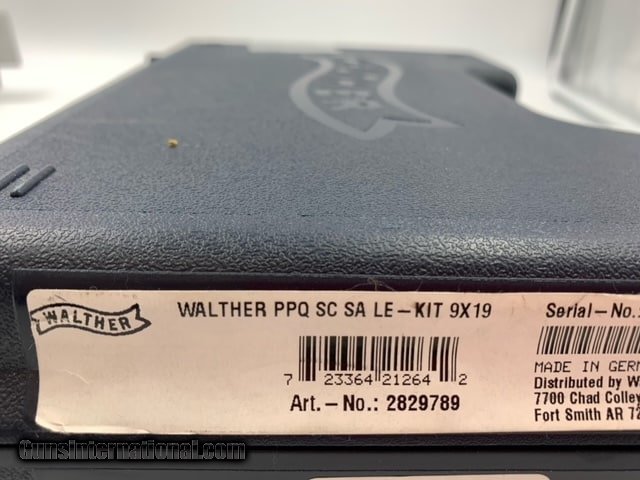 WALTHER
WALTHER PPQ SC SA LE-KIT 9X19
7 23364 21264 2
Art.-No.: 2829789
Serial-No.:
MADE IN GERM
Distributed by W
7700 Chad Colley
Fort Smith AR 72
GunsInternational.com